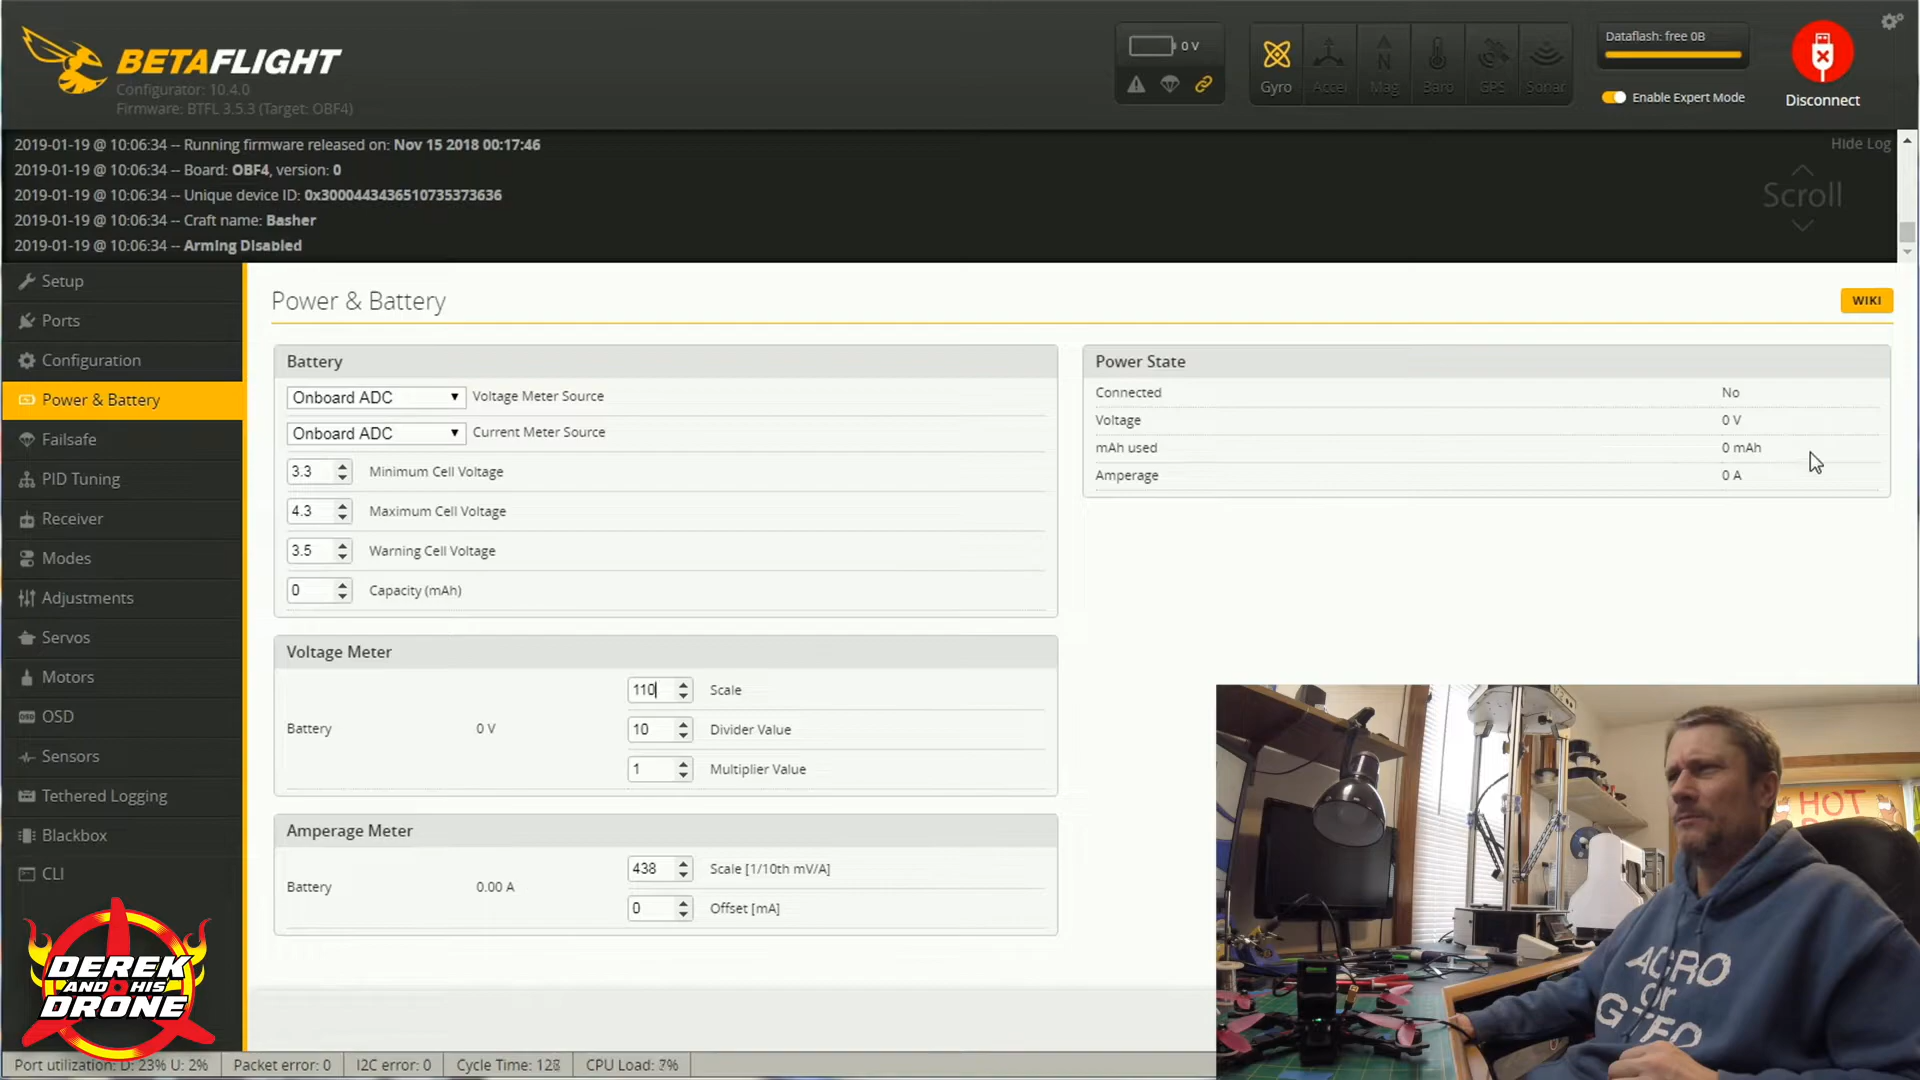 BETAFLIGHT
Configurator: 10.4.0
Firmware: BTFL 3.5.3 (Target: OBF4)
0 V
Gyro
Accel
Mag
Baro
GPS
Sonar
Dataflash: free 0B
Enable Expert Mode
Disconnect
2019-01-19 @ 10:06:34 -- Running firmware released on: Nov 15 2018 00:17:46
2019-01-19 @ 10:06:34 -- Board: OBF4, version: 0
2019-01-19 @ 10:06:34 -- Unique device ID: 0x3000443436510735373636
2019-01-19 @ 10:06:34 -- Craft name: Basher
2019-01-19 @ 10:06:34 -- Arming Disabled
Hide Log
Scroll
Setup
Ports
Configuration
Power & Battery
Failsafe
PID Tuning
Receiver
Modes
Adjustments
Servos
Motors
OSD
Sensors
Tethered Logging
Blackbox
CLI
DEREK
AND HIS
DRONE
Power & Battery
WIKI
Battery
Onboard ADC Voltage Meter Source
Onboard ADC Current Meter Source
3.3 Minimum Cell Voltage
4.3 Maximum Cell Voltage
3.5 Warning Cell Voltage
0 Capacity (mAh)
Voltage Meter
Battery 0 V
110 Scale
10 Divider Value
1 Multiplier Value
Amperage Meter
Battery 0.00 A
438 Scale [1/10th mV/A]
0 Offset [mA]
Power State
Connected No
Voltage 0 V
mAh used 0 mAh
Amperage 0 A
HOT
ACRO
or
GTFO
Port utilization: D: 23% U: 2%
Packet error: 0
I2C error: 0
Cycle Time: 128
CPU Load: 7%